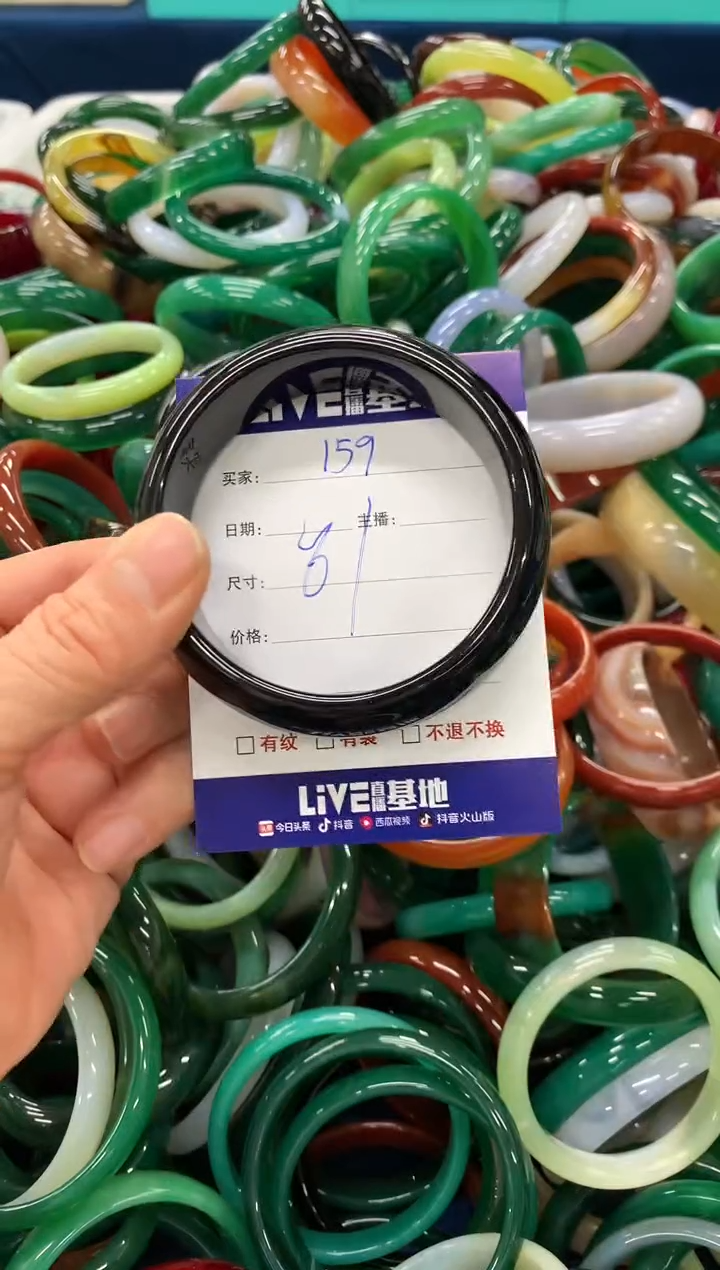 LiVE直播基地
买家: 159
日期: 主播:
尺寸:
价格:
有纹 有裂 不退不换
LiVE直播基地
头条 今日头条 抖音 西瓜视频 抖音火山版